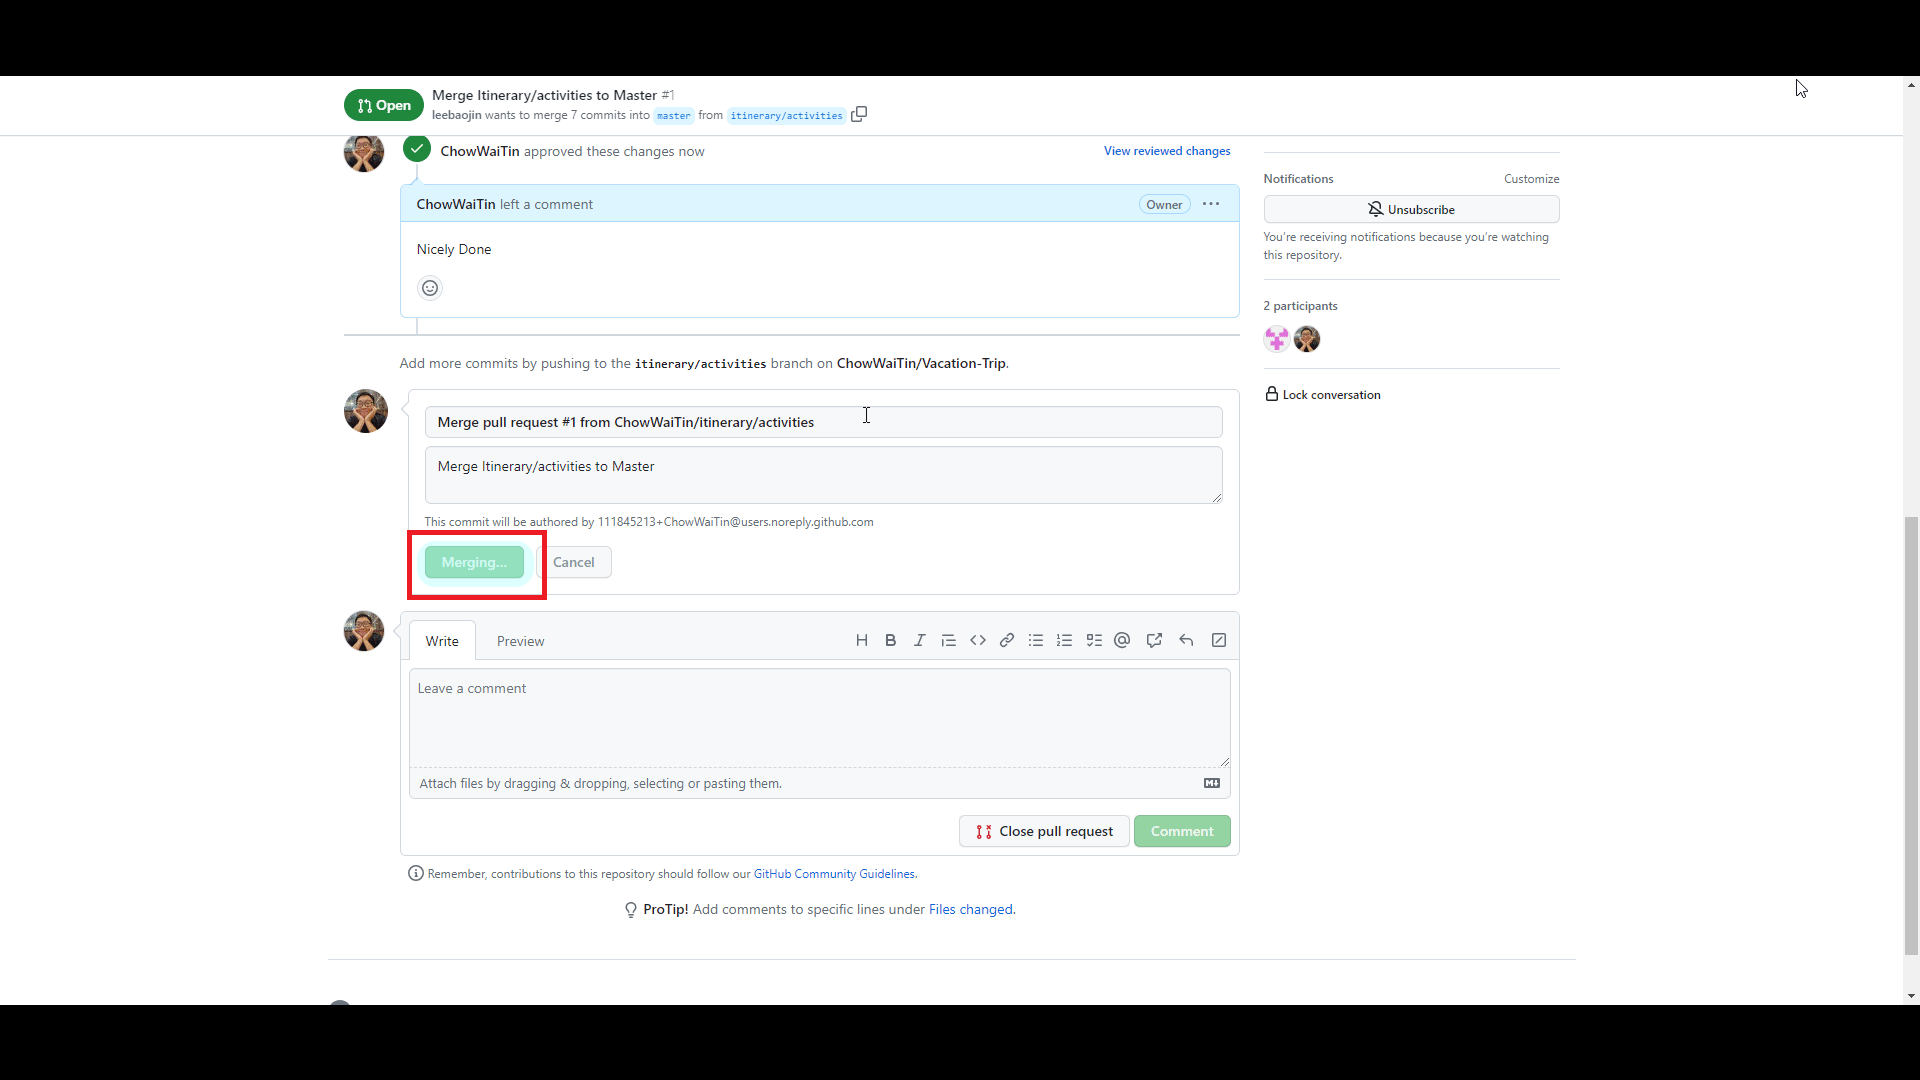 Open
Merge Itinerary/activities to Master #1
leebaojin wants to merge 7 commits into master from itinerary/activities
ChowWaiTin approved these changes now
View reviewed changes
ChowWaiTin left a comment
Owner
Nicely Done
Notifications
Customize
Unsubscribe
You're receiving notifications because you're watching
this repository.
2 participants
Lock conversation
Add more commits by pushing to the itinerary/activities branch on ChowWaiTin/Vacation-Trip.
Merge pull request #1 from ChowWaiTin/itinerary/activities
Merge Itinerary/activities to Master
This commit will be authored by 111845213+ChowWaiTin@users.noreply.github.com
Merging...
Cancel
Write
Preview
Leave a comment
Attach files by dragging & dropping, selecting or pasting them.
Close pull request
Comment
Remember, contributions to this repository should follow our GitHub Community Guidelines.
ProTip! Add comments to specific lines under Files changed.